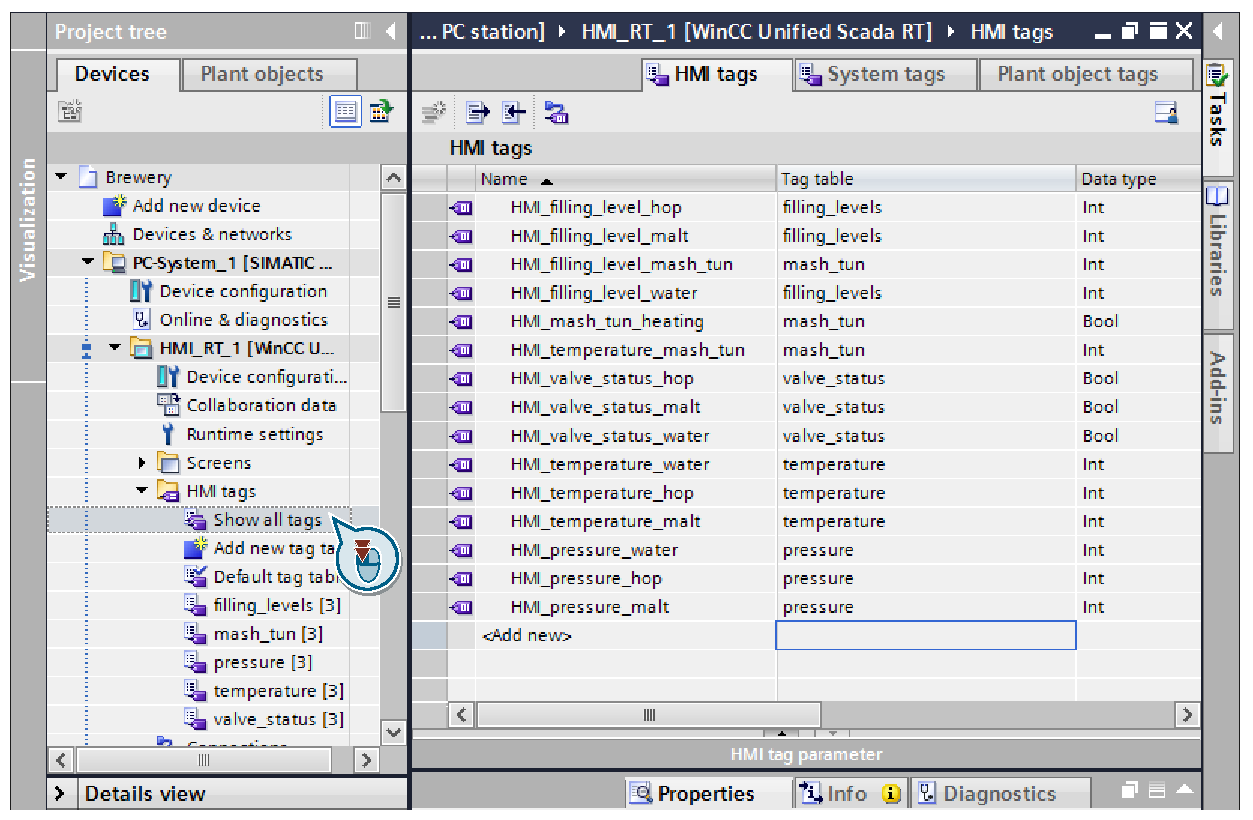 Project tree
... PC station] HMI_RT_1 [WinCC Unified Scada RT] HMI tags
Devices Plant objects
HMI tags System tags Plant object tags
Visualization
Tasks
Libraries
Add-ins
Brewery
Add new device
Devices & networks
PC-System_1 [SIMATIC ...
Device configuration
Online & diagnostics
HMI_RT_1 [WinCC U...
Device configurati...
Collaboration data
Runtime settings
Screens
HMI tags
Show all tags
Add new tag ta
Default tag tabl
filling_levels [3]
mash_tun [3]
pressure [3]
temperature [3]
valve_status [3]
Connections
Details view
HMI tags
Name Tag table Data type
HMI_filling_level_hop filling_levels Int
HMI_filling_level_malt filling_levels Int
HMI_filling_level_mash_tun mash_tun Int
HMI_filling_level_water filling_levels Int
HMI_mash_tun_heating mash_tun Bool
HMI_temperature_mash_tun mash_tun Int
HMI_valve_status_hop valve_status Bool
HMI_valve_status_malt valve_status Bool
HMI_valve_status_water valve_status Bool
HMI_temperature_water temperature Int
HMI_temperature_hop temperature Int
HMI_temperature_malt temperature Int
HMI_pressure_water pressure Int
HMI_pressure_hop pressure Int
HMI_pressure_malt pressure Int
<Add new>
HMI tag parameter
Properties Info Diagnostics